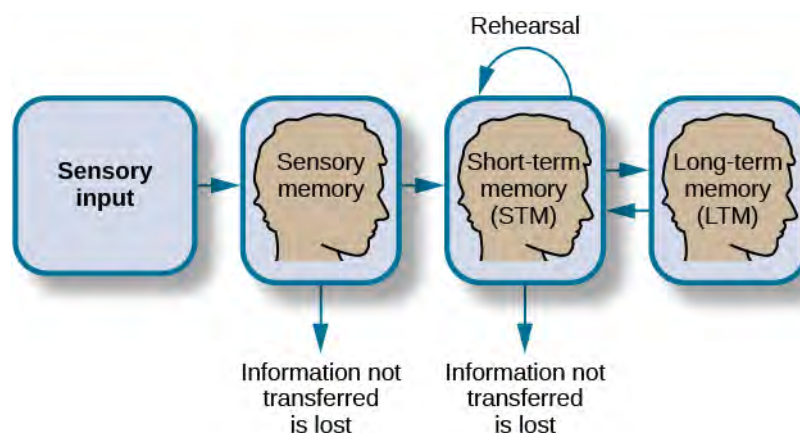 Rehearsal
Sensory
input
Sensory
memory
Short-term
memory
(STM)
Long-term
memory
(LTM)
Information not
transferred
is lost
Information not
transferred
is lost